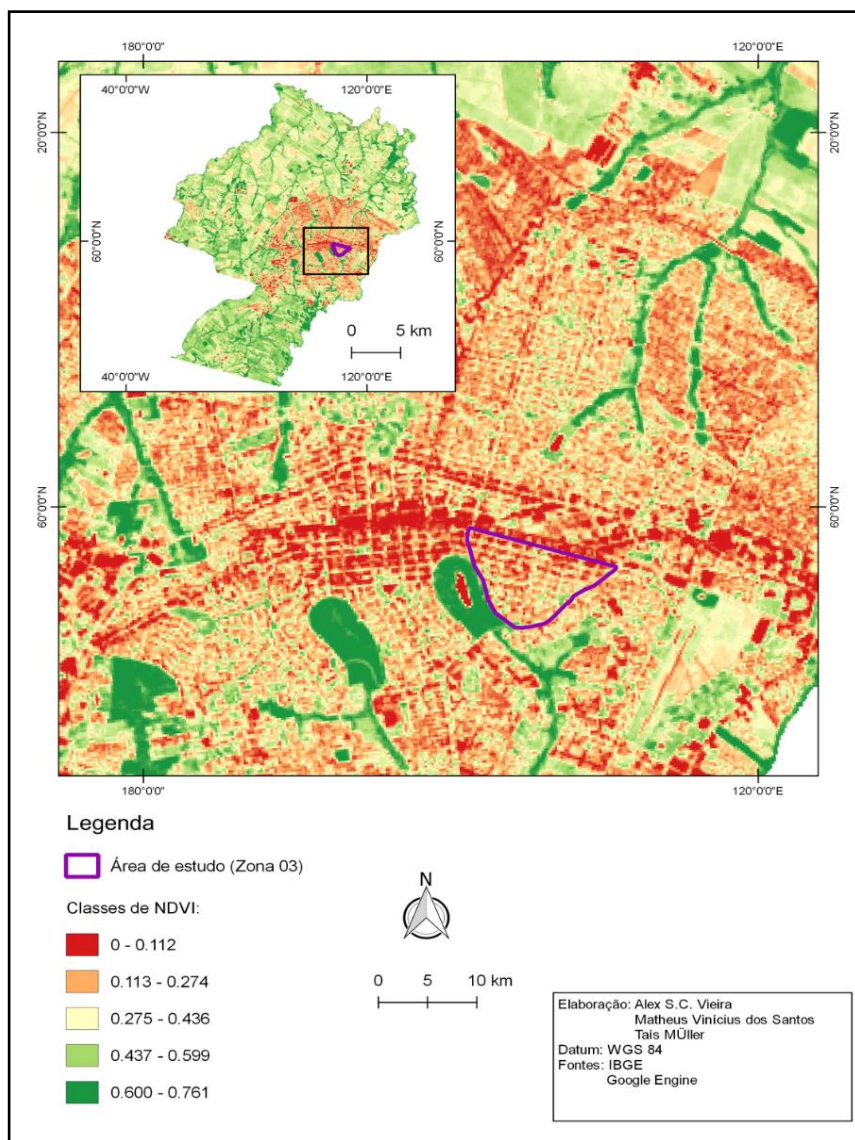 180°0'0"
120°0'0"E
40°0'0"W
120°0'0"E
20°0'0"N
20°0'0"N
60°0'0"N
60°0'0"N
0 5 km
40°0'0"W
120°0'0"E
60°0'0"N
60°0'0"N
180°0'0"
120°0'0"E
Legenda
Área de estudo (Zona 03)
Classes de NDVI:
0 - 0.112
0.113 - 0.274
0.275 - 0.436
0.437 - 0.599
0.600 - 0.761
N
0 5 10 km
Elaboração: Alex S.C. Vieira
Matheus Vinícius dos Santos
Taís MÜller
Datum: WGS 84
Fontes: IBGE
Google Engine